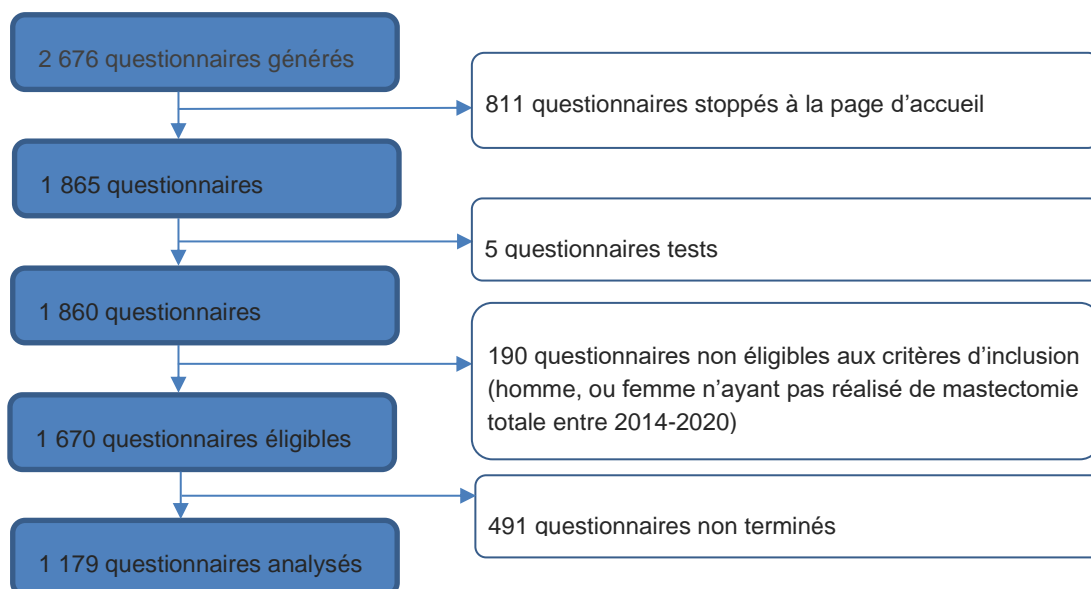 2 676 questionnaires générés
811 questionnaires stoppés à la page d’accueil
1 865 questionnaires
5 questionnaires tests
1 860 questionnaires
190 questionnaires non éligibles aux critères d’inclusion
(homme, ou femme n’ayant pas réalisé de mastectomie
totale entre 2014-2020)
1 670 questionnaires éligibles
491 questionnaires non terminés
1 179 questionnaires analysés